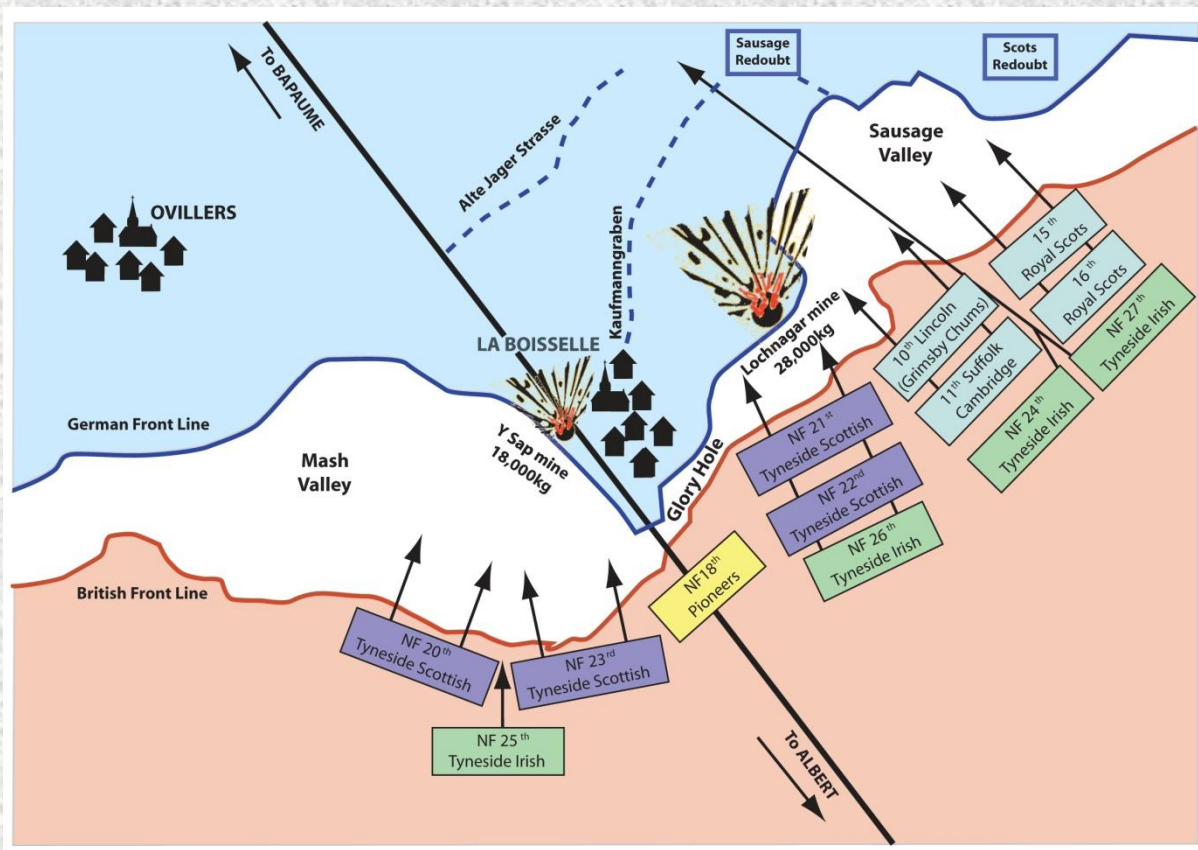 To BAPAUME
Sausage
Redoubt
Scots
Redoubt
Alte Jager Strasse
Sausage
Valley
OVILLERS
Kaufmanngraben
LA BOISSELLE
Lochnagar mine
28,000kg
15th
Royal Scots
16th
Royal Scots
10th Lincoln
(Grimsby Chums)
11th Suffolk
Cambridge
NF 27th
Tyneside Irish
NF 24th
Tyneside Irish
German Front Line
Mash
Valley
Y Sap mine
18,000kg
Glory Hole
NF 21st
Tyneside Scottish
NF 22nd
Tyneside Scottish
NF 26th
Tyneside Irish
British Front Line
NF18th
Pioneers
NF 20th
Tyneside Scottish
NF 23rd
Tyneside Scottish
NF 25th
Tyneside Irish
To ALBERT